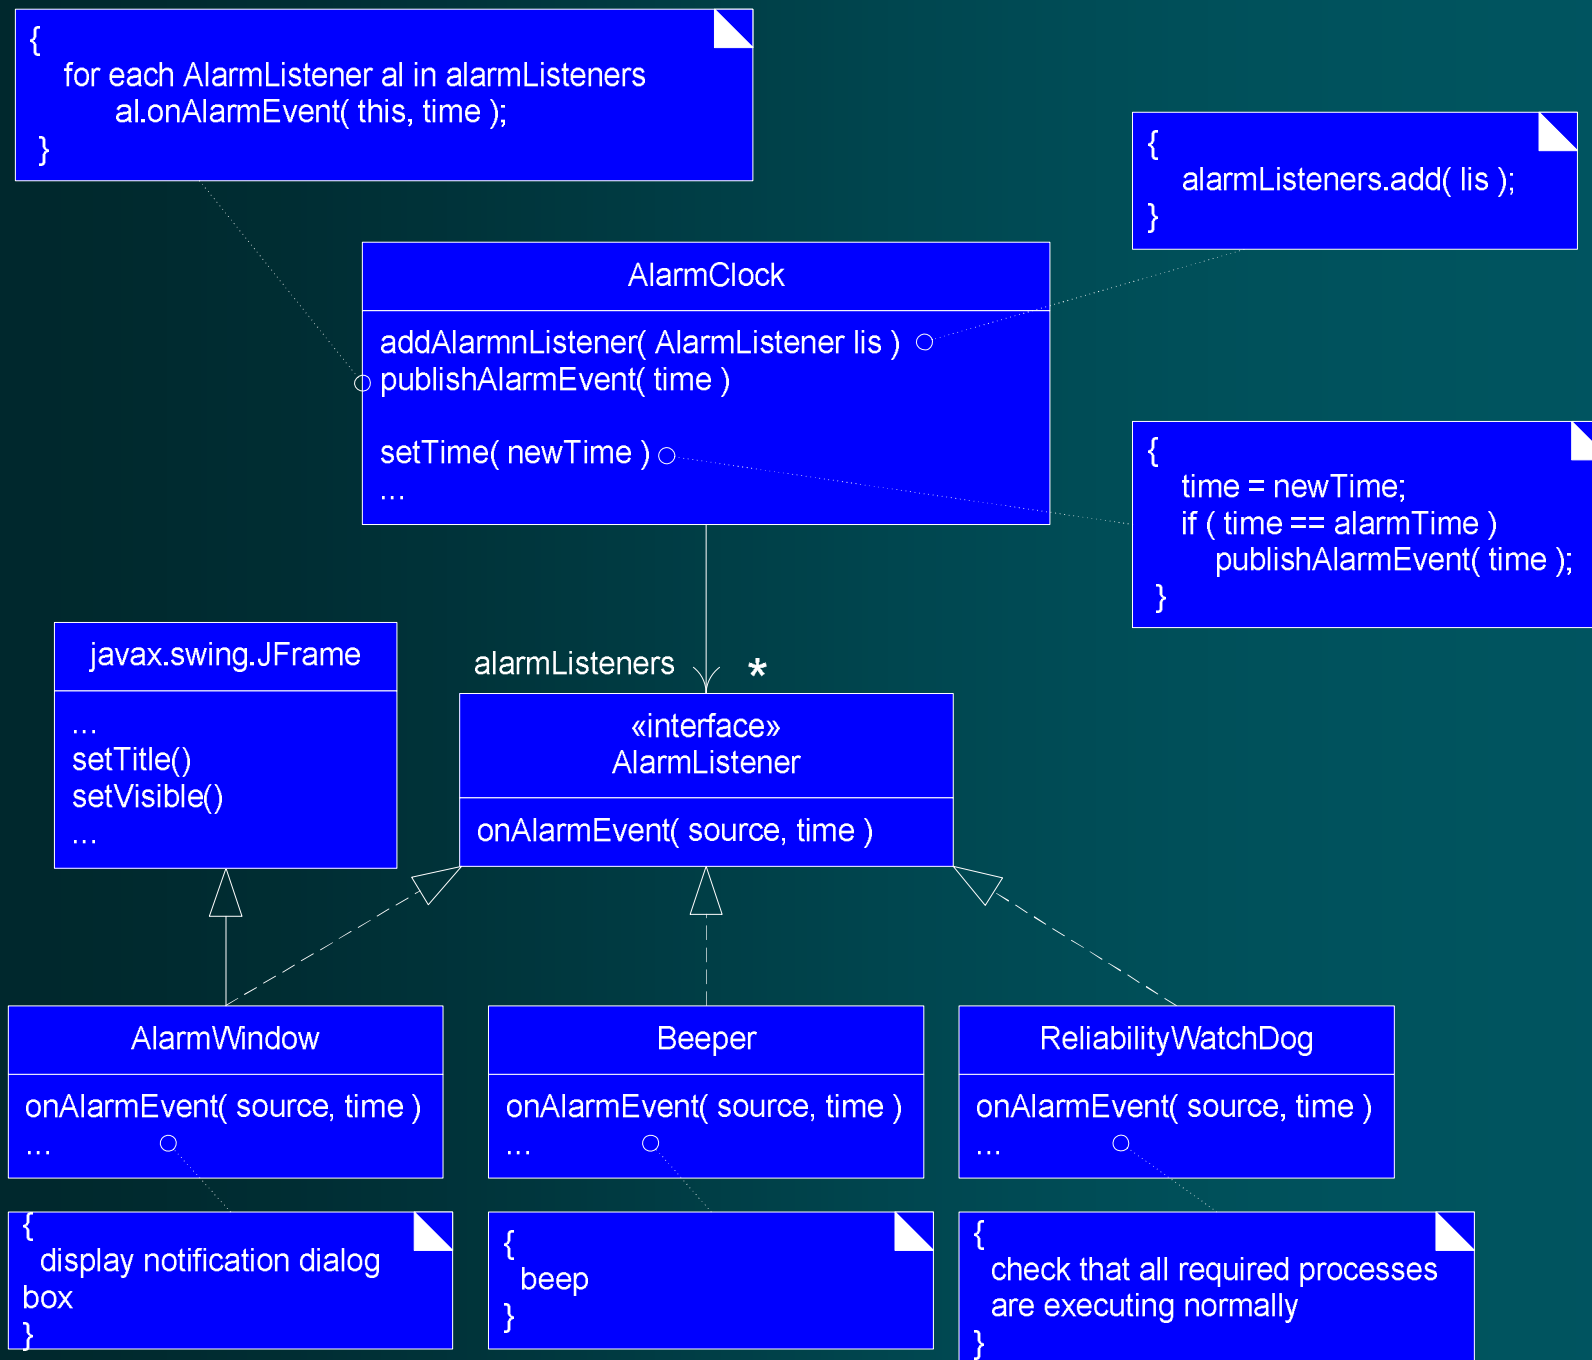 {
for each AlarmListener al in alarmListeners
al.onAlarmEvent( this, time );
}
{
alarmListeners.add( lis );
}
AlarmClock
addAlarmnListener( AlarmListener lis )
publishAlarmEvent( time )
setTime( newTime )
...
{
time = newTime;
if ( time == alarmTime )
publishAlarmEvent( time );
}
javax.swing.JFrame
...
setTitle()
setVisible()
...
alarmListeners *
«interface»
AlarmListener
onAlarmEvent( source, time )
AlarmWindow
onAlarmEvent( source, time )
...
Beeper
onAlarmEvent( source, time )
...
ReliabilityWatchDog
onAlarmEvent( source, time )
...
{
display notification dialog
box
}
{
beep
}
{
check that all required processes
are executing normally
}